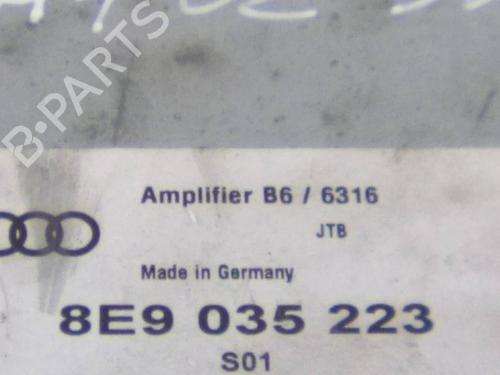 B-PARTS
Amplifier B6 / 6316
JTB
Made in Germany
8E9 035 223
S01